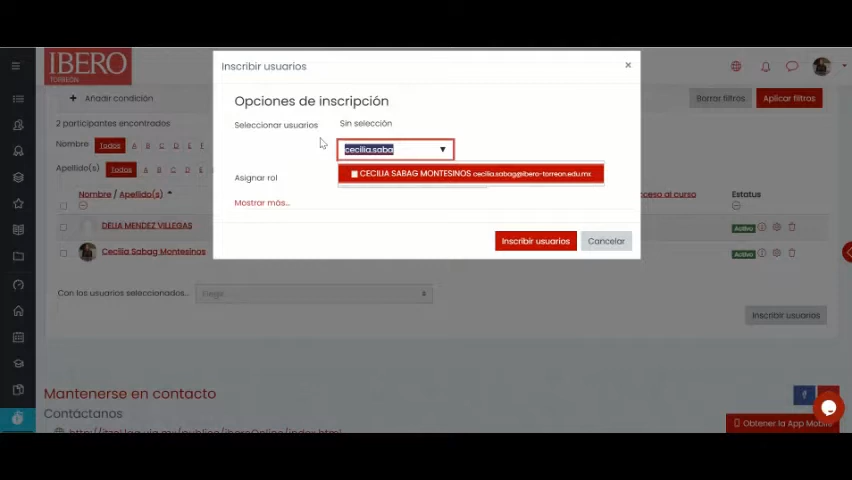 IBERO
TORREÓN
Inscribir usuarios
×
Opciones de inscripción
Seleccionar usuarios
Sin selección
cecilia.saba
CECILIA SABAG MONTESINOS cecilia.sabag@ibero-torreon.edu.mx
Asignar rol
Mostrar más...
Inscribir usuarios
Cancelar
+ Añadir condición
Borrar filtros
Aplicar filtros
2 participantes encontrados
Nombre Todos A B C D E F
Apellido(s) Todos A B C D
Nombre / Apellido(s)
acceso al curso
Estatus
DELIA MENDEZ VILLEGAS
Activo
Cecilia Sabag Montesinos
Activo
Con los usuarios seleccionados...
Elegir...
Inscribir usuarios
Mantenerse en contacto
Contáctanos
Obtener la App Mobile